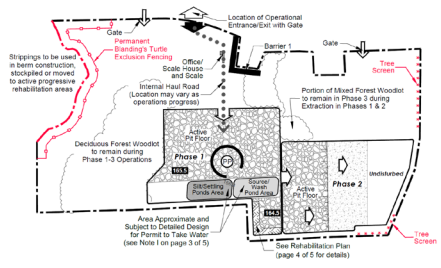 Location of Operational
Entrance/Exit with Gate
Gate
Permanent
Blanding's Turtle
Exclusion Fencing
Strippings to be used
in berm construction,
stockpiled or moved
to active progressive
rehabilitation areas
Office/
Scale House
and Scale
Barrier 1
Gate
Tree
Screen
Internal Haul Road
(Location may vary as
operations progress)
Portion of Mixed Forest Woodlot
to remain in Phase 3 during
Extraction in Phases 1 & 2
Deciduous Forest Woodlot
to remain during
Phase 1-3 Operations
Active
Pit Floor
Phase 1
165.5
PP
Silt/Settling
Ponds Area
Source/
Wash
Pond Area
164.5
Active
Pit
Floor
Phase 2
Undisturbed
Area Approximate and
Subject to Detailed Design
for Permit to Take Water
(see Note I on page 3 of 5)
See Rehabilitation Plan
(page 4 of 5 for details)
Tree
Screen